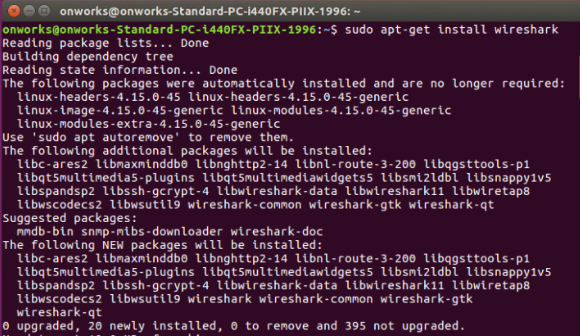 onworks@onworks-Standard-PC-i440FX-PIIX-1996: ~
onworks@onworks-Standard-PC-i440FX-PIIX-1996:~$ sudo apt-get install wireshark
Reading package lists... Done
Building dependency tree
Reading state information... Done
The following packages were automatically installed and are no longer required:
  linux-headers-4.15.0-45 linux-headers-4.15.0-45-generic
  linux-image-4.15.0-45-generic linux-modules-4.15.0-45-generic
  linux-modules-extra-4.15.0-45-generic
Use 'sudo apt autoremove' to remove them.
The following additional packages will be installed:
  libc-ares2 libmaxminddb0 libnghttp2-14 libnl-route-3-200 libqgsttools-p1
  libqt5multimedia5-plugins libqt5multimediawidgets5 libsmi2ldbl libsnappy1v5
  libspandsp2 libssh-gcrypt-4 libwireshark-data libwireshark11 libwiretap8
  libwscodecs2 libwsutil9 wireshark-common wireshark-gtk wireshark-qt
Suggested packages:
  mmdb-bin snmp-mibs-downloader wireshark-doc
The following NEW packages will be installed:
  libc-ares2 libmaxminddb0 libnghttp2-14 libnl-route-3-200 libqgsttools-p1
  libqt5multimedia5-plugins libqt5multimediawidgets5 libsmi2ldbl libsnappy1v5
  libspandsp2 libssh-gcrypt-4 libwireshark-data libwireshark11 libwiretap8
  libwscodecs2 libwsutil9 wireshark wireshark-common wireshark-gtk
  wireshark-qt
0 upgraded, 20 newly installed, 0 to remove and 395 not upgraded.